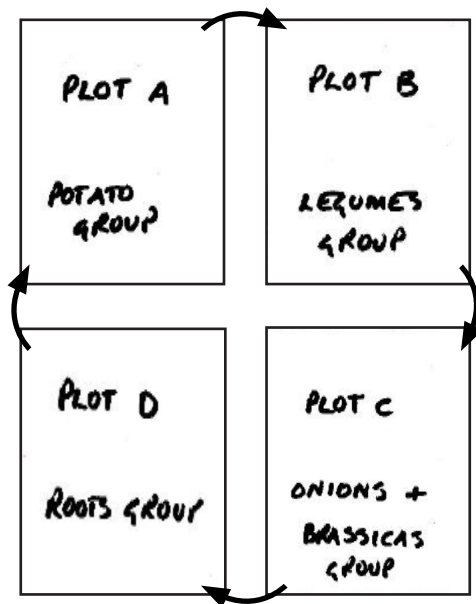 PLOT A
POTATO
GROUP
PLOT B
LEGUMES
GROUP
PLOT D
ROOTS GROUP
PLOT C
ONIONS +
BRASSICAS
GROUP